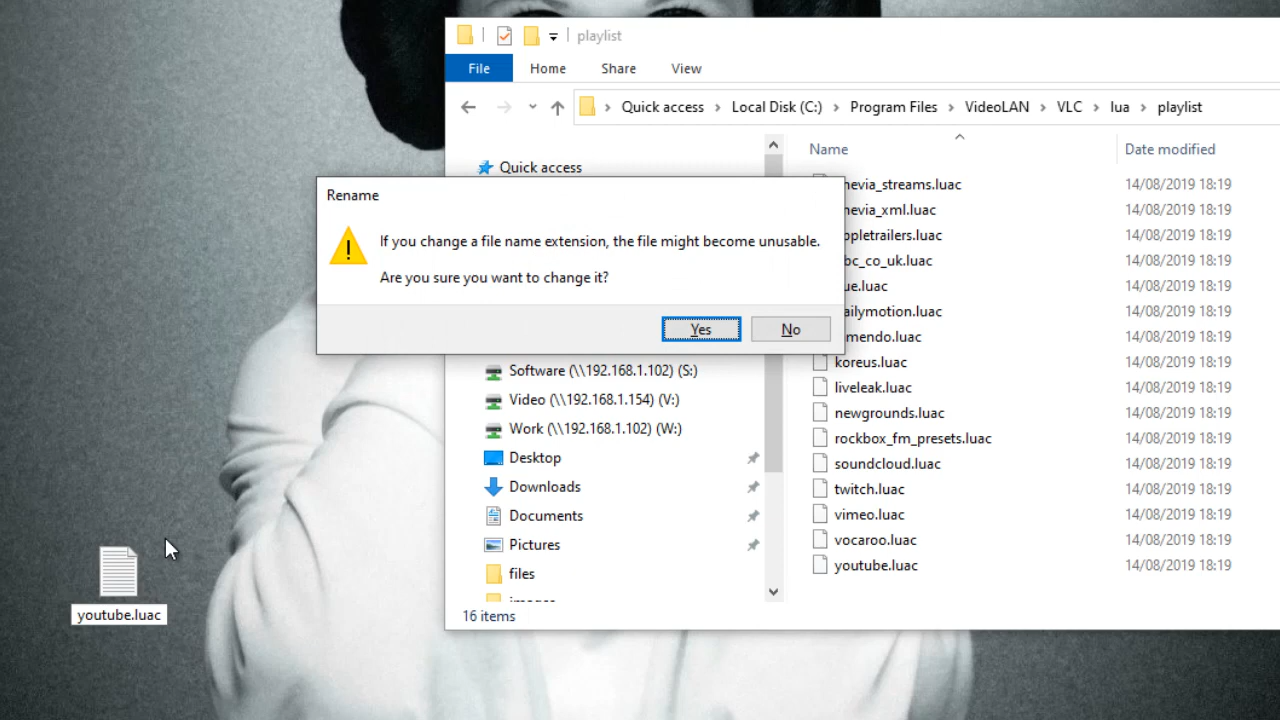 playlist
File Home Share View
Quick access Local Disk (C:) Program Files VideoLAN VLC lua playlist
Name Date modified
Quick access
Rename
If you change a file name extension, the file might become unusable.
Are you sure you want to change it?
Yes No
nevia_streams.luac 14/08/2019 18:19
nevia_xml.luac 14/08/2019 18:19
ppletrailers.luac 14/08/2019 18:19
bc_co_uk.luac 14/08/2019 18:19
ue.luac 14/08/2019 18:19
ailymotion.luac 14/08/2019 18:19
mendo.luac 14/08/2019 18:19
koreus.luac 14/08/2019 18:19
liveleak.luac 14/08/2019 18:19
newgrounds.luac 14/08/2019 18:19
rockbox_fm_presets.luac 14/08/2019 18:19
soundcloud.luac 14/08/2019 18:19
twitch.luac 14/08/2019 18:19
vimeo.luac 14/08/2019 18:19
vocaroo.luac 14/08/2019 18:19
youtube.luac 14/08/2019 18:19
Software (\\192.168.1.102) (S:)
Video (\\192.168.1.154) (V:)
Work (\\192.168.1.102) (W:)
Desktop
Downloads
Documents
Pictures
files
16 items
youtube.luac